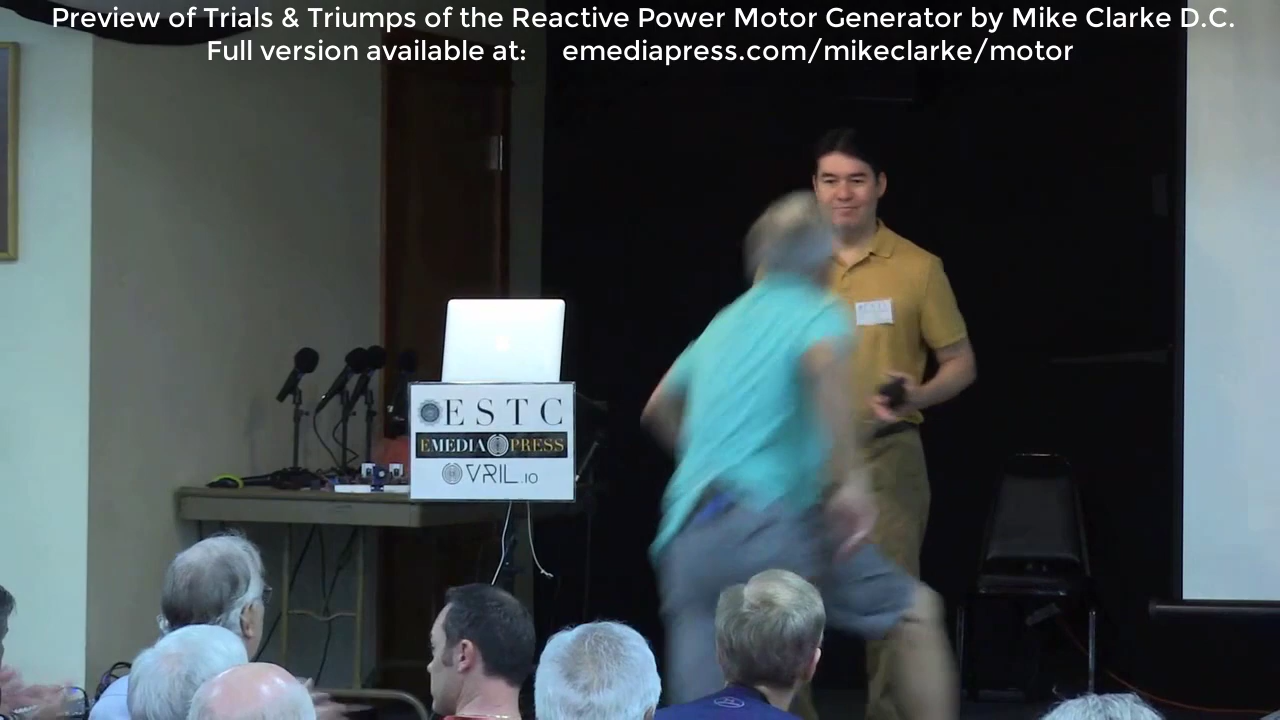 Preview of Trials & Triumps of the Reactive Power Motor Generator by Mike Clarke D.C.
Full version available at: emediapress.com/mikeclarke/motor
ESTC
EMEDIA PRESS
VRIL.IO